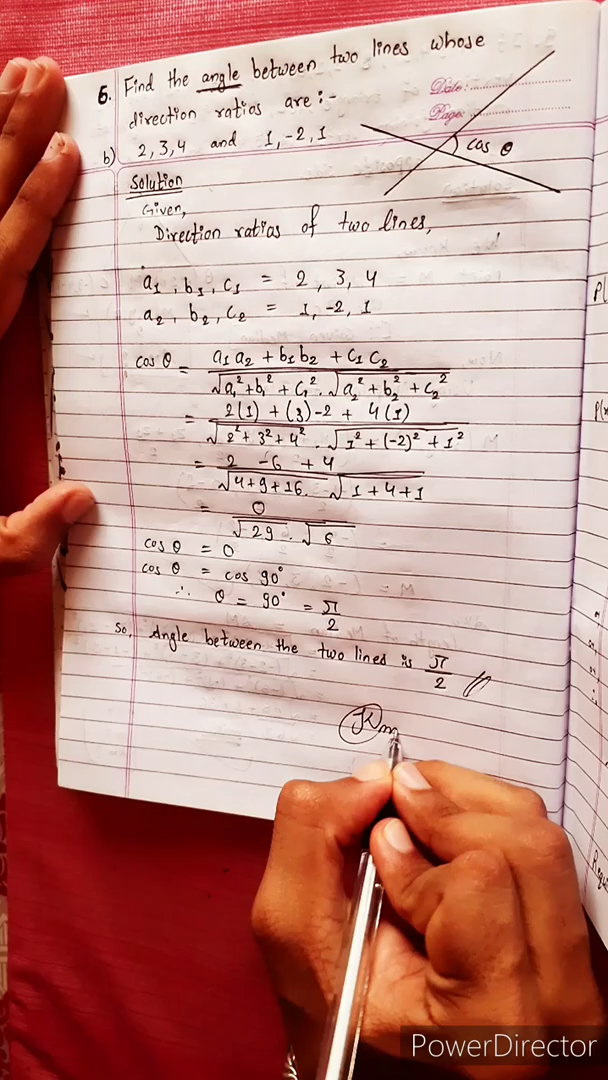 6. Find the angle between two lines whose
direction ratios are :-
Date:
Page:
b) 2, 3, 4 and 1, -2, 1
cos θ
Solution
Given,
Direction ratios of two lines,
a₁, b₁, c₁ = 2, 3, 4
a₂, b₂, c₂ = 1, -2, 1
cos θ = a₁a₂ + b₁b₂ + c₁c₂ / √a₁² + b₁² + c₁² . √a₂² + b₂² + c₂²
= 2(1) + (3)-2 + 4(1) / √2² + 3² + 4² . √1² + (-2)² + 1²
= 2 - 6 + 4 / √4+9+16 . √1+4+1
= 0 / √29 . √6
cos θ = 0
cos θ = cos 90°
∴ θ = 90° = π/2
So, Angle between the two lined is π/2 //
PowerDirector